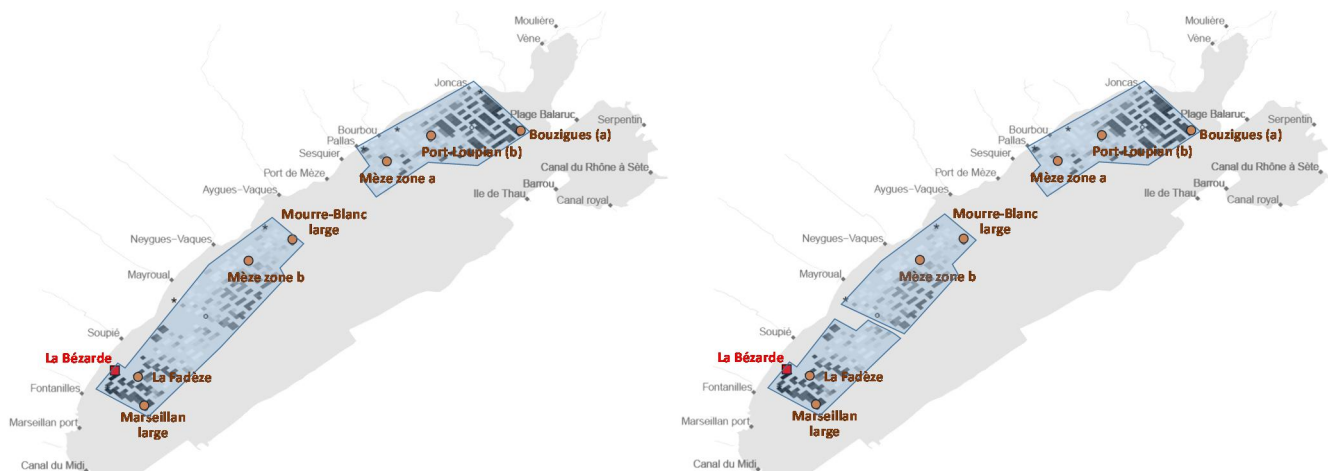 Moulière
Vène
Joncas
Plage Balaruc
Serpentin
Bourbou
Bouzigues (a)
Pallas
Port-Loupian (b)
Sesquier
Mèze zone a
Canal du Rhône à Sète
Port de Mèze
Barrou
Aygues-Vaques
Ile de Thau
Canal royal
Mourre-Blanc
large
Neygues-Vaques
Mèze zone b
Mayroual
Soupié
La Bézarde
La Fadèze
Fontanilles
Marseillan
large
Marseillan port
Canal du Midi
Moulière
Vène
Joncas
Plage Balaruc
Serpentin
Bourbou
Bouzigues (a)
Pallas
Port-Loupian (b)
Sesquier
Mèze zone a
Canal du Rhône à Sète
Port de Mèze
Barrou
Aygues-Vaques
Ile de Thau
Canal royal
Mourre-Blanc
large
Neygues-Vaques
Mèze zone b
Mayroual
Soupié
La Bézarde
La Fadèze
Fontanilles
Marseillan
large
Marseillan port
Canal du Midi